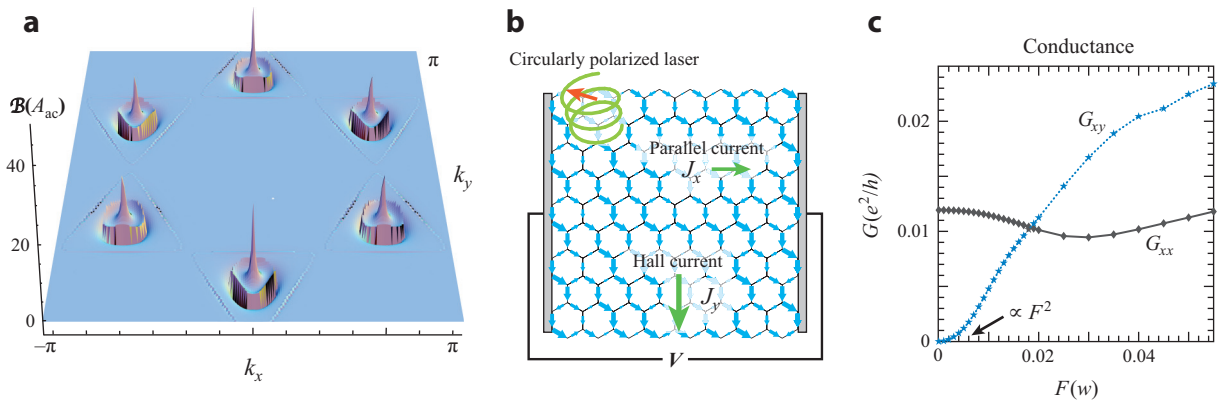 a
𝓑(A_ac)
40
20
0
−π
k_x
π
k_y
π
b
Circularly polarized laser
Parallel current
J_x
Hall current
J_y
V
c
Conductance
G(e²/h)
0.02
0.01
0
G_xy
G_xx
∝ F²
0
0.02
0.04
F(w)